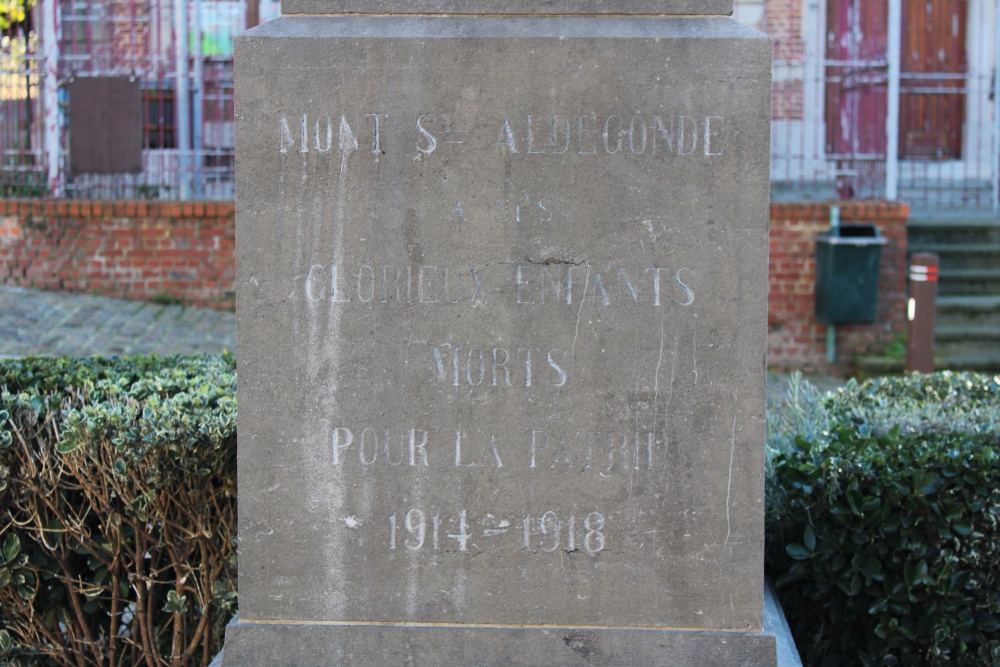 MONT STE ALDEGONDE
A SES
GLORIEUX ENFANTS
MORTS
POUR LA PATRIE
1914 - 1918